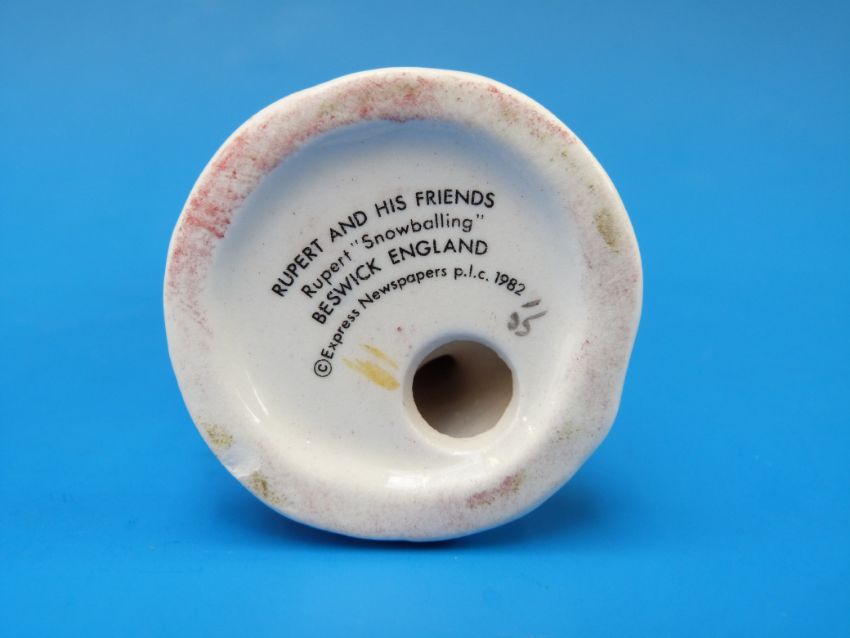 RUPERT AND HIS FRIENDS
Rupert "Snowballing"
BESWICK ENGLAND
©Express Newspapers p.l.c. 1982